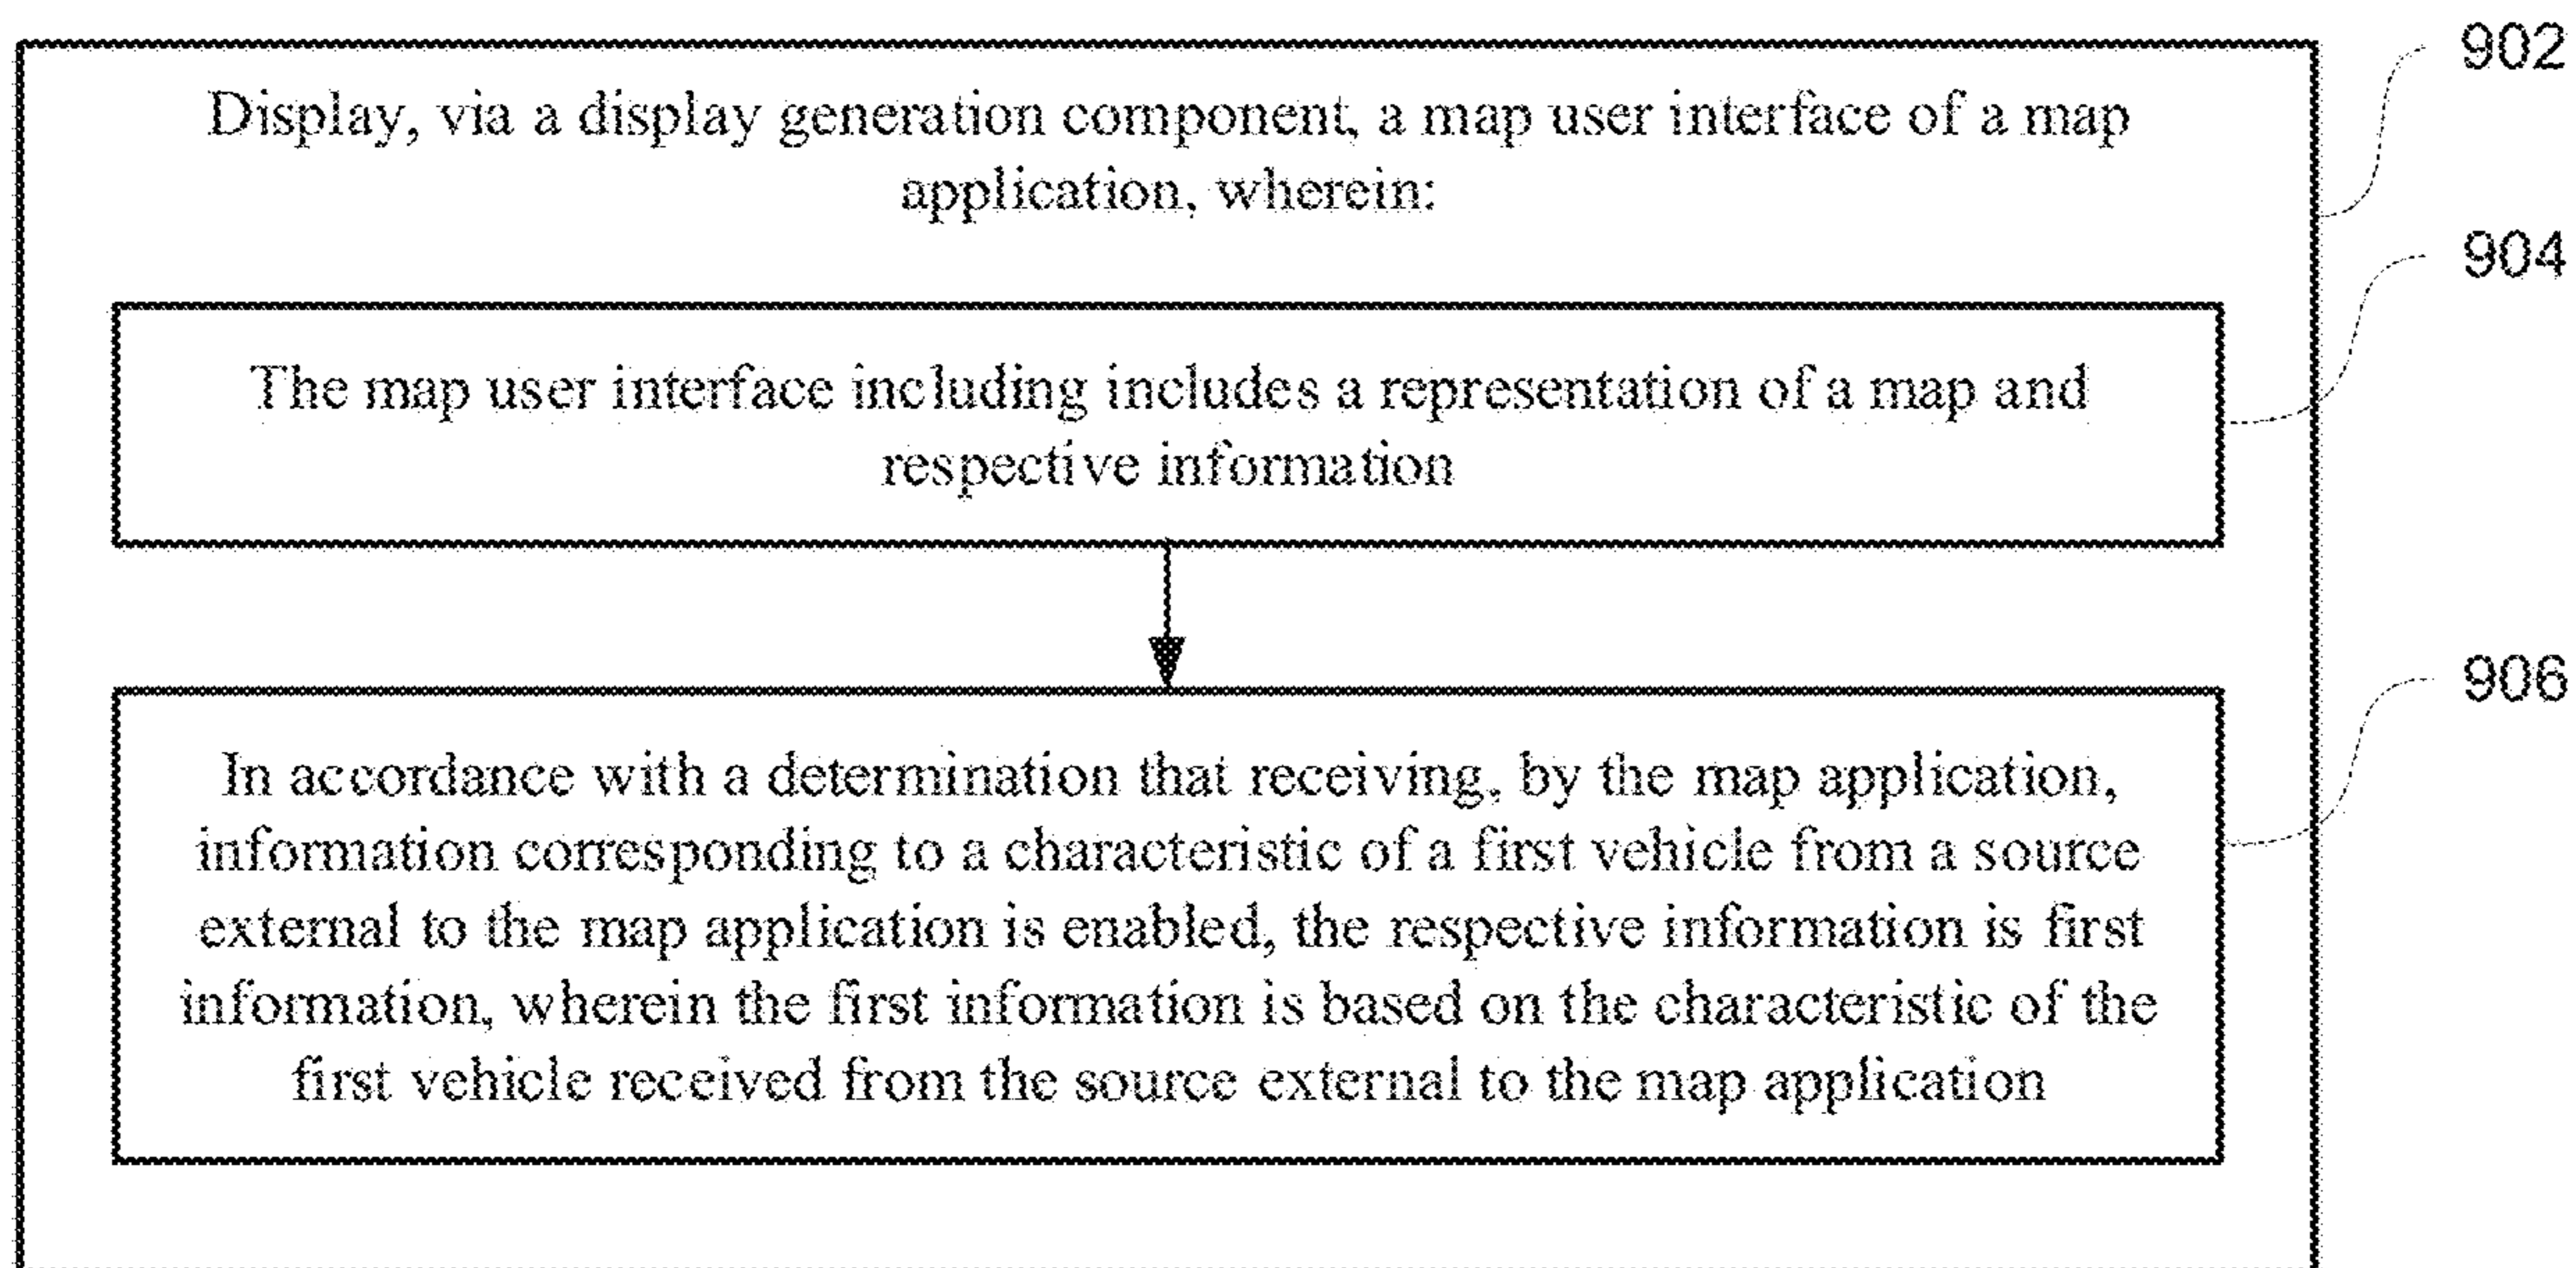 902
Display, via a display generation component, a map user interface of a map
application, wherein:
904
The map user interface including includes a representation of a map and
respective information
906
In accordance with a determination that receiving, by the map application,
information corresponding to a characteristic of a first vehicle from a source
external to the map application is enabled, the respective information is first
information, wherein the first information is based on the characteristic of the
first vehicle received from the source external to the map application